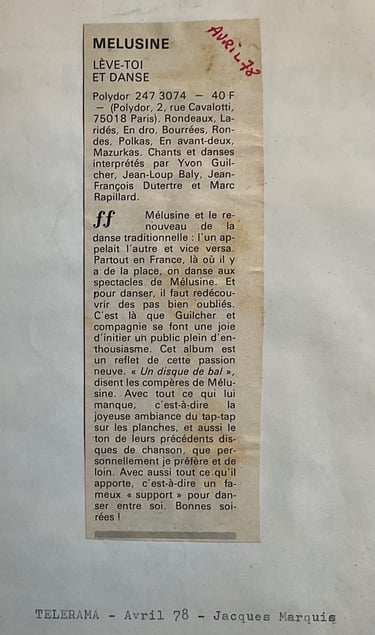 AVRIL 78
MELUSINE
LÈVE-TOI
ET DANSE
Polydor 247 3074 — 40 F
— (Polydor, 2, rue Cavalotti,
75018 Paris). Rondeaux, La-
ridés, En dro, Bourrées, Ron-
des, Polkas, En avant-deux,
Mazurkas. Chants et danses
interprétés par Yvon Guil-
cher, Jean-Loup Baly, Jean-
François Dutertre et Marc
Rapillard.
ff Mélusine et le re-
nouveau de la
danse traditionnelle : l'un ap-
pelait l'autre et vice versa.
Partout en France, là où il y
a de la place, on danse aux
spectacles de Mélusine. Et
pour danser, il faut redécou-
vrir des pas bien oubliés.
C'est là que Guilcher et
compagnie se font une joie
d'initier un public plein d'en-
thousiasme. Cet album est
un reflet de cette passion
neuve. « Un disque de bal »,
disent les compères de Mélu-
sine. Avec tout ce qui lui
manque, c'est-à-dire la
joyeuse ambiance du tap-tap
sur les planches, et aussi le
ton de leurs précédents dis-
ques de chanson, que per-
sonnellement je préfère et de
loin. Avec aussi tout ce qu'il
apporte, c'est-à-dire un fa-
meux « support » pour dan-
ser entre soi. Bonnes soi-
rées !
TELERAMA - Avril 78 - Jacques Marquis